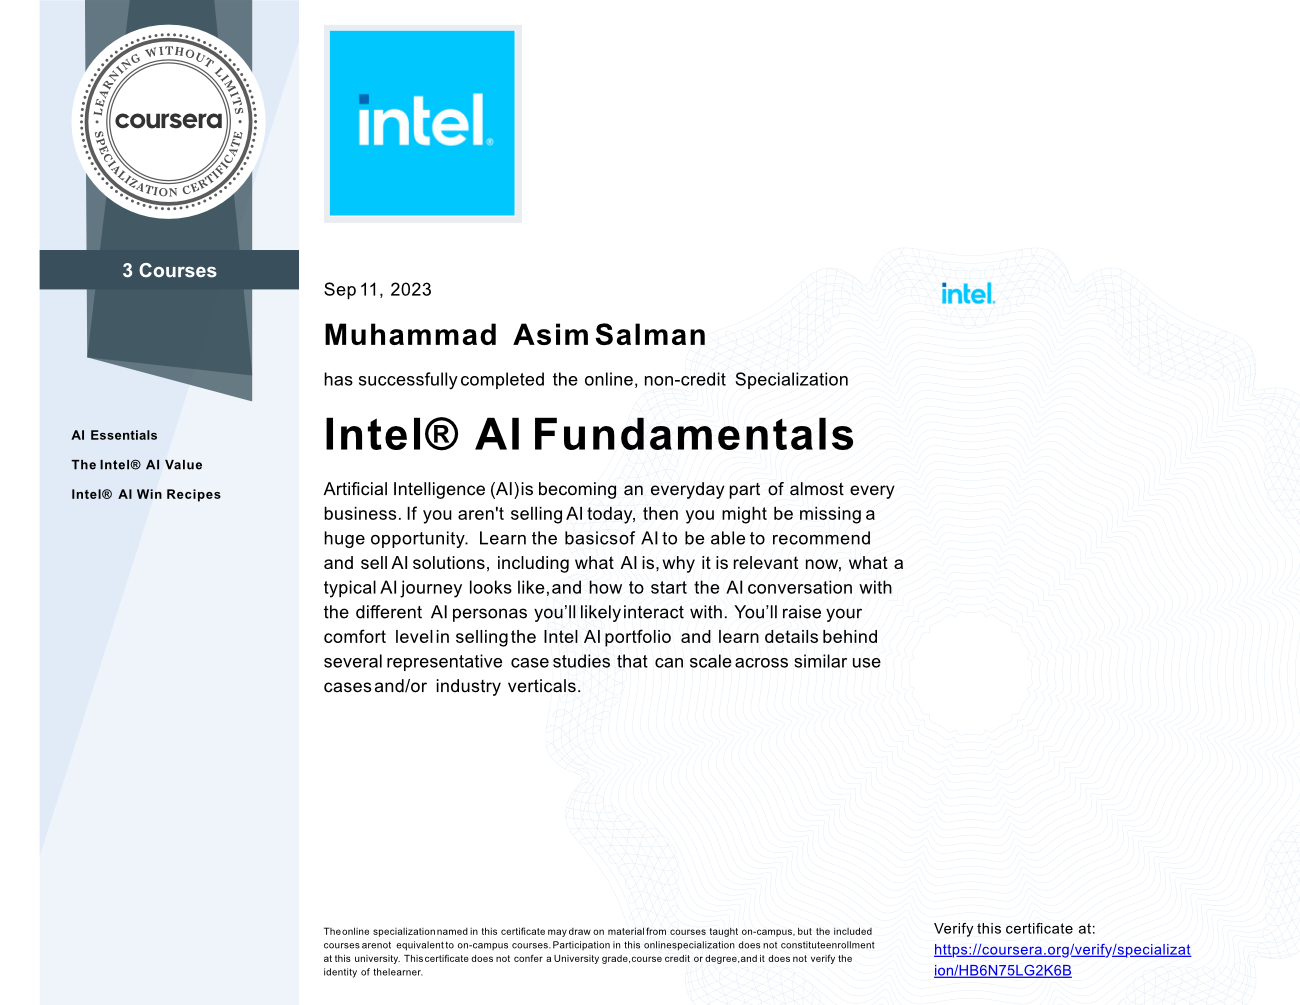 LEARNING WITHOUT LIMITS
coursera
SPECIALIZATION CERTIFICATE
3 Courses
AI Essentials
The Intel® AI Value
Intel® AI Win Recipes
intel®
Sep 11, 2023
intel.
Muhammad Asim Salman
has successfully completed the online, non-credit Specialization
Intel® AI Fundamentals
Artificial Intelligence (AI) is becoming an everyday part of almost every
business. If you aren't selling AI today, then you might be missing a
huge opportunity. Learn the basics of AI to be able to recommend
and sell AI solutions, including what AI is, why it is relevant now, what a
typical AI journey looks like, and how to start the AI conversation with
the different AI personas you’ll likely interact with. You’ll raise your
comfort level in selling the Intel AI portfolio and learn details behind
several representative case studies that can scale across similar use
cases and/or industry verticals.
The online specialization named in this certificate may draw on material from courses taught on-campus, but the included
courses are not equivalent to on-campus courses. Participation in this online specialization does not constitute enrollment
at this university. This certificate does not confer a University grade, course credit or degree, and it does not verify the
identity of the learner.
Verify this certificate at:
https://coursera.org/verify/specializat
ion/HB6N75LG2K6B